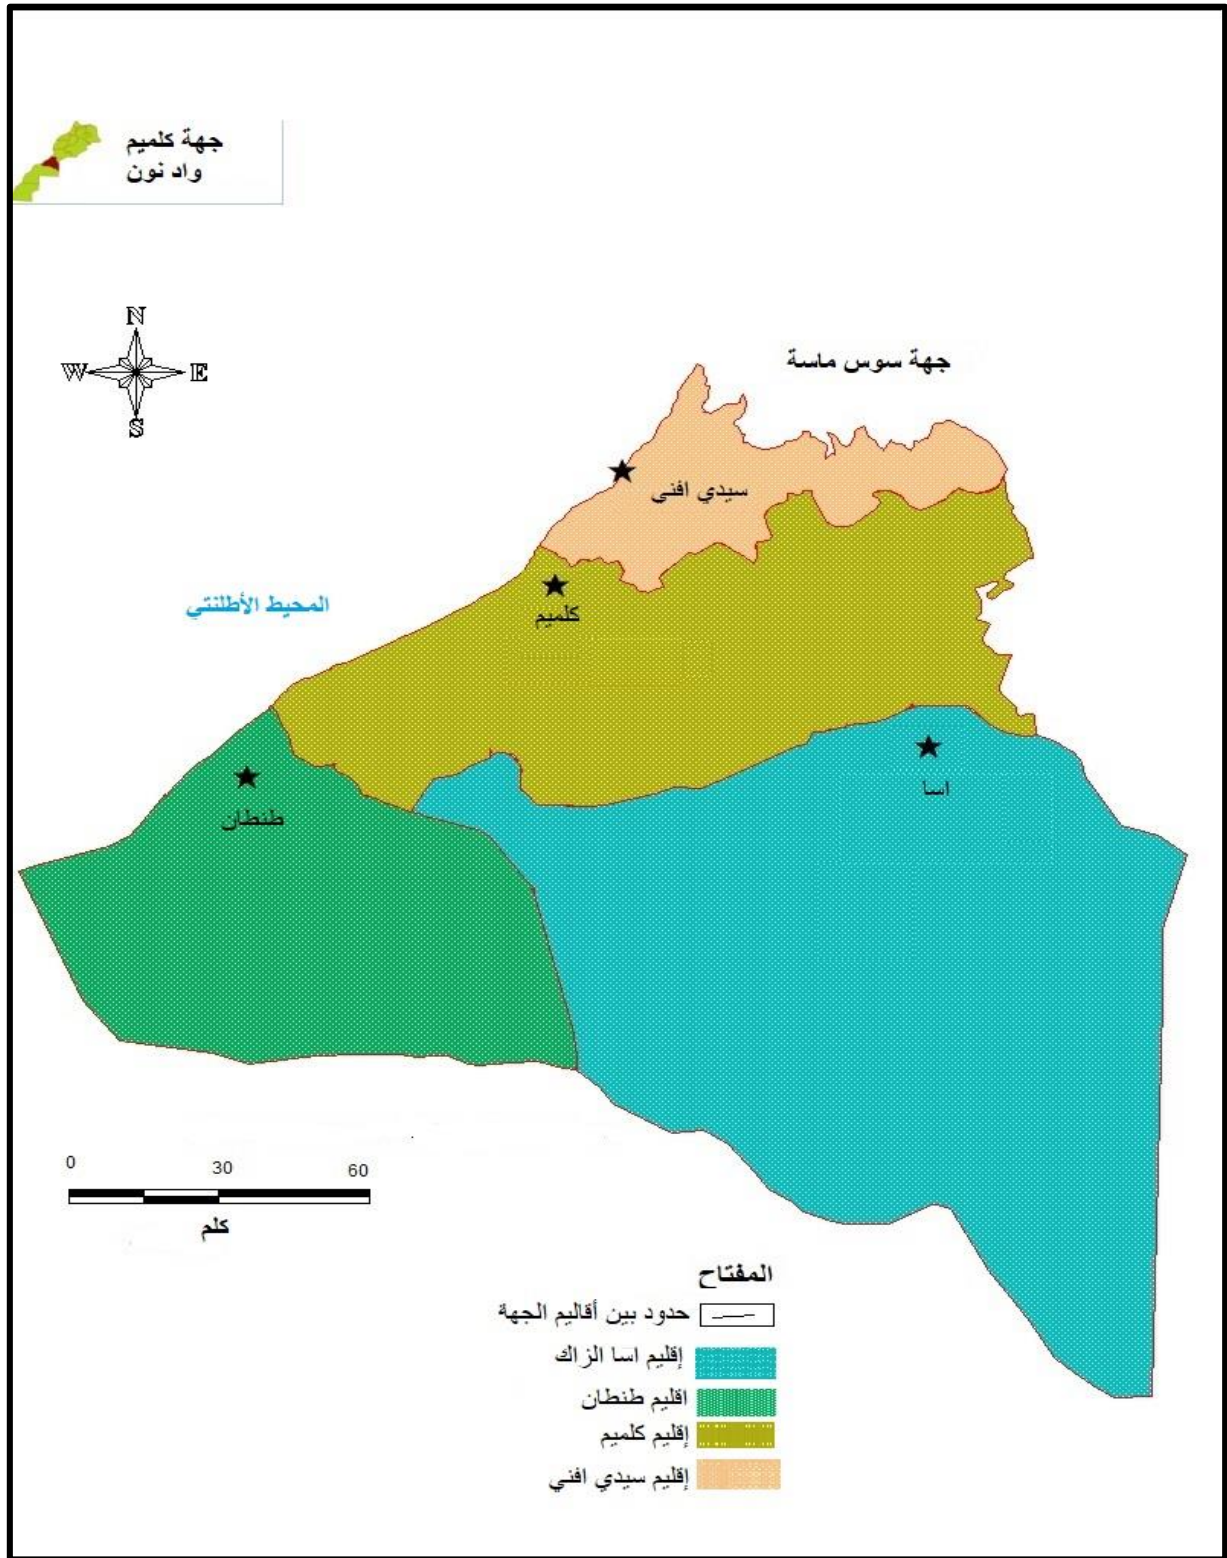 جهة كلميم
واد نون
N
W E
S
جهة سوس ماسة
سيدي افني
المحيط الأطلنتي
كلميم
اسا
طنطان
0 30 60
كلم
المفتاح
حدود بين أقاليم الجهة
إقليم اسا الزاك
اقليم طنطان
إقليم كلميم
إقليم سيدي افني